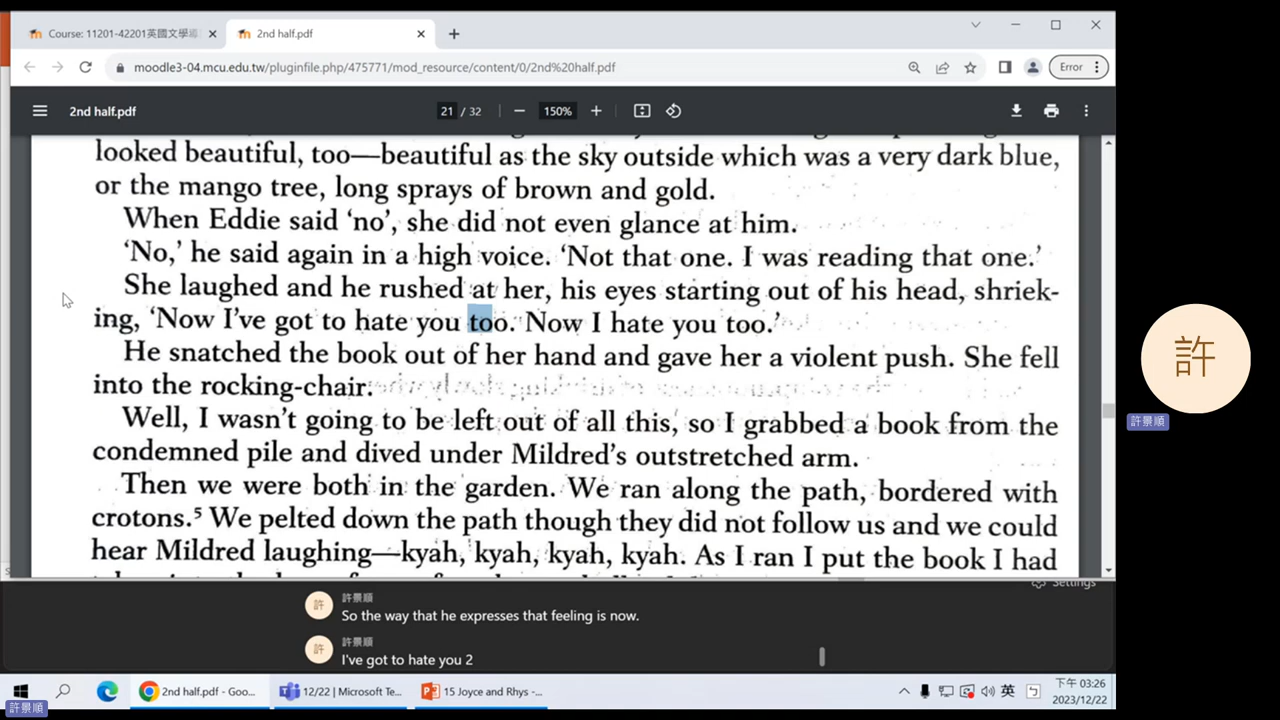 Course: 11201-42201英國文學
2nd half.pdf
moodle3-04.mcu.edu.tw/pluginfile.php/475771/mod_resource/content/0/2nd%20half.pdf
Error
2nd half.pdf
21 / 32
150%
looked beautiful, too—beautiful as the sky outside which was a very dark blue,
or the mango tree, long sprays of brown and gold.
When Eddie said ‘no’, she did not even glance at him.
‘No,’ he said again in a high voice. ‘Not that one. I was reading that one.’
She laughed and he rushed at her, his eyes starting out of his head, shriek-
ing, ‘Now I’ve got to hate you too. Now I hate you too.’
He snatched the book out of her hand and gave her a violent push. She fell
into the rocking-chair.
Well, I wasn’t going to be left out of all this, so I grabbed a book from the
condemned pile and dived under Mildred’s outstretched arm.
Then we were both in the garden. We ran along the path, bordered with
crotons.⁵ We pelted down the path though they did not follow us and we could
hear Mildred laughing—kyah, kyah, kyah, kyah. As I ran I put the book I had
許
許景順
Settings
許
許景順
So the way that he expresses that feeling is now.
許
許景順
I've got to hate you 2
2nd half.pdf - Goo...
12/22 | Microsoft Te...
15 Joyce and Rhys -...
英
下午 03:26
2023/12/22
許景順